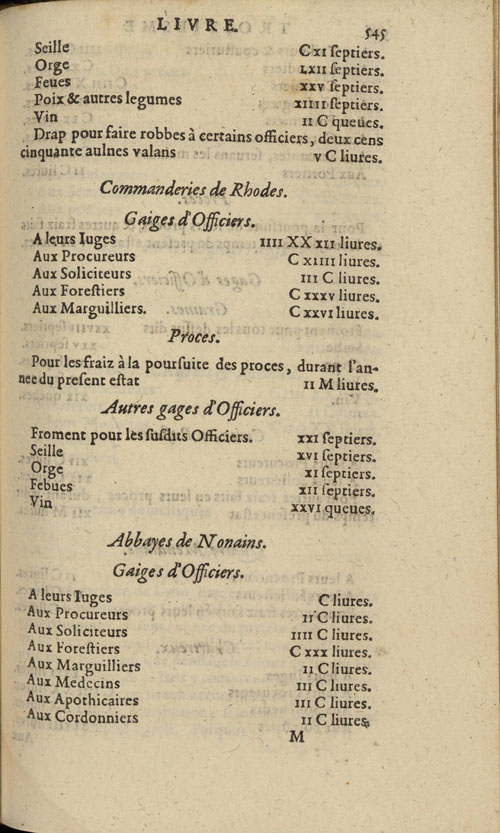 LIVRE. 545
Seille CXI ſeptiers.
Orge LXII ſeptiers.
Feues XXV ſeptiers.
Poix & autres legumes XIIII ſeptiers.
Vin II C queues.
Drap pour faire robbes à certains officiers, deux cens
cinquante aulnes valans V C liures.
Commanderies de Rhodes.
Gaiges d'Officiers.
A leurs Iuges IIII XX XII liures.
Aux Procureurs C XIIII liures.
Aux Soliciteurs III C liures.
Aux Foreſtiers C XXXV liures.
Aux Marguilliers. C XXVI liures.
Proces.
Pour les fraiz à la pourſuite des proces, durant l'an-
nee du preſent eſtat II M liures.
Autres gages d'Officiers.
Froment pour les ſuſdits Officiers. XXI ſeptiers.
Seille XVI ſeptiers.
Orge XI ſeptiers.
Febues XII ſeptiers.
Vin XXVI queues.
Abbayes de Nonains.
Gaiges d'Officiers.
A leurs Iuges C liures.
Aux Procureurs II C liures.
Aux Soliciteurs IIII C liures.
Aux Foreſtiers C XXX liures.
Aux Marguilliers II C liures.
Aux Medecins III C liures.
Aux Apothicaires III C liures.
Aux Cordonniers II C liures.
M